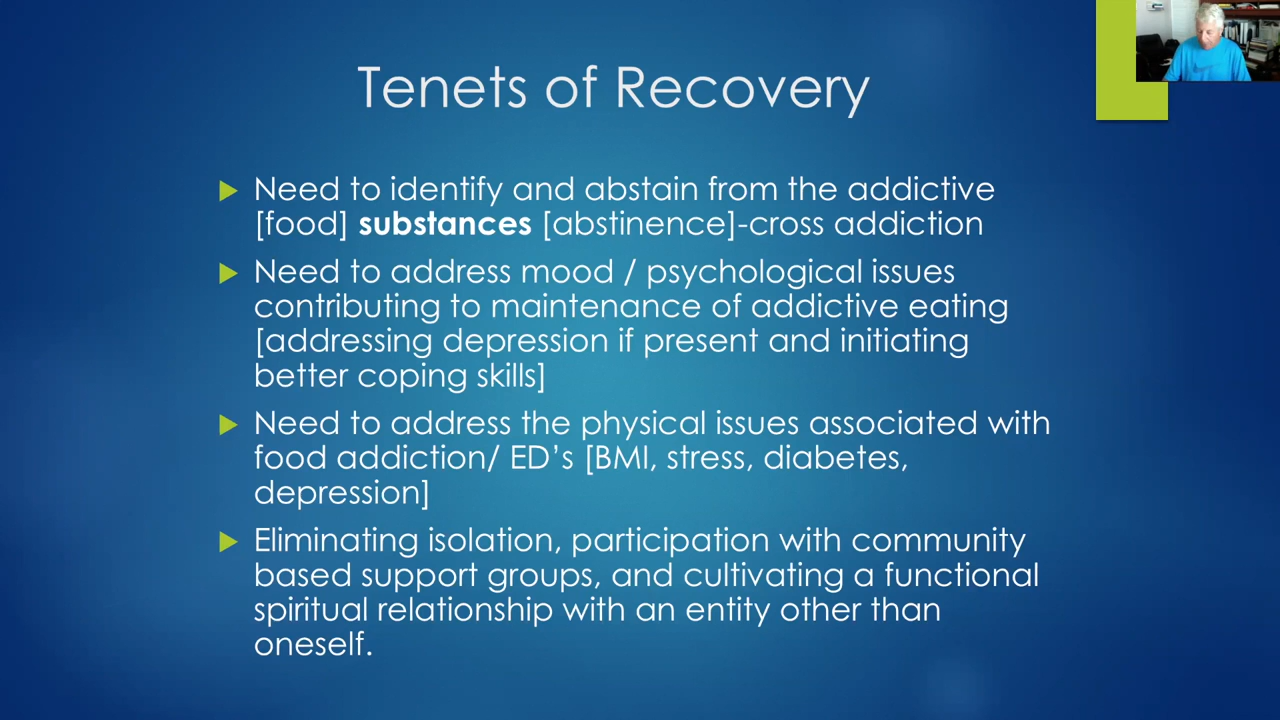 Tenets of Recovery
Need to identify and abstain from the addictive
[food] substances [abstinence]-cross addiction
Need to address mood / psychological issues
contributing to maintenance of addictive eating
[addressing depression if present and initiating
better coping skills]
Need to address the physical issues associated with
food addiction/ ED’s [BMI, stress, diabetes,
depression]
Eliminating isolation, participation with community
based support groups, and cultivating a functional
spiritual relationship with an entity other than
oneself.